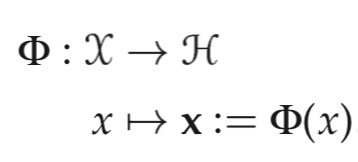 Φ : 𝒳 → ℋ
x ↦ 𝐱 := Φ(x)